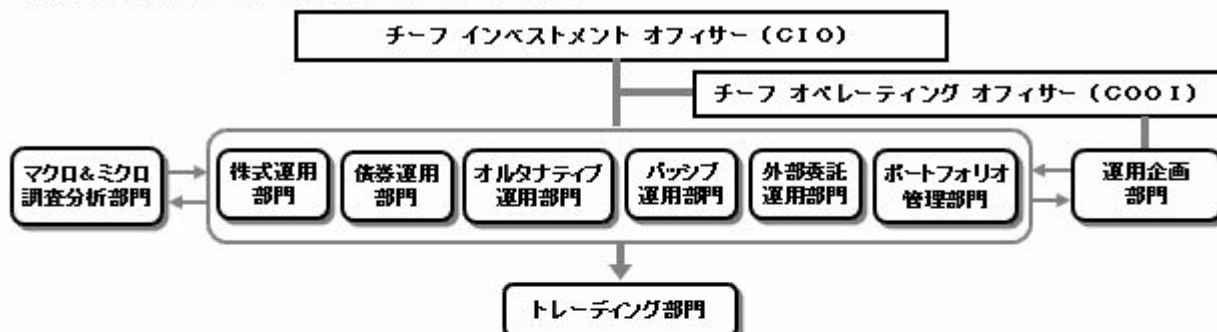 チーフ インベストメント オフィサー（CIO）
チーフ オペレーティング オフィサー（COOI）
マクロ&ミクロ
調査分析部門
株式運用
部門
債券運用
部門
オルタナティブ
運用部門
パッシブ
運用部門
外部委託
運用部門
ポートフォリオ
管理部門
運用企画
部門
トレーディング部門